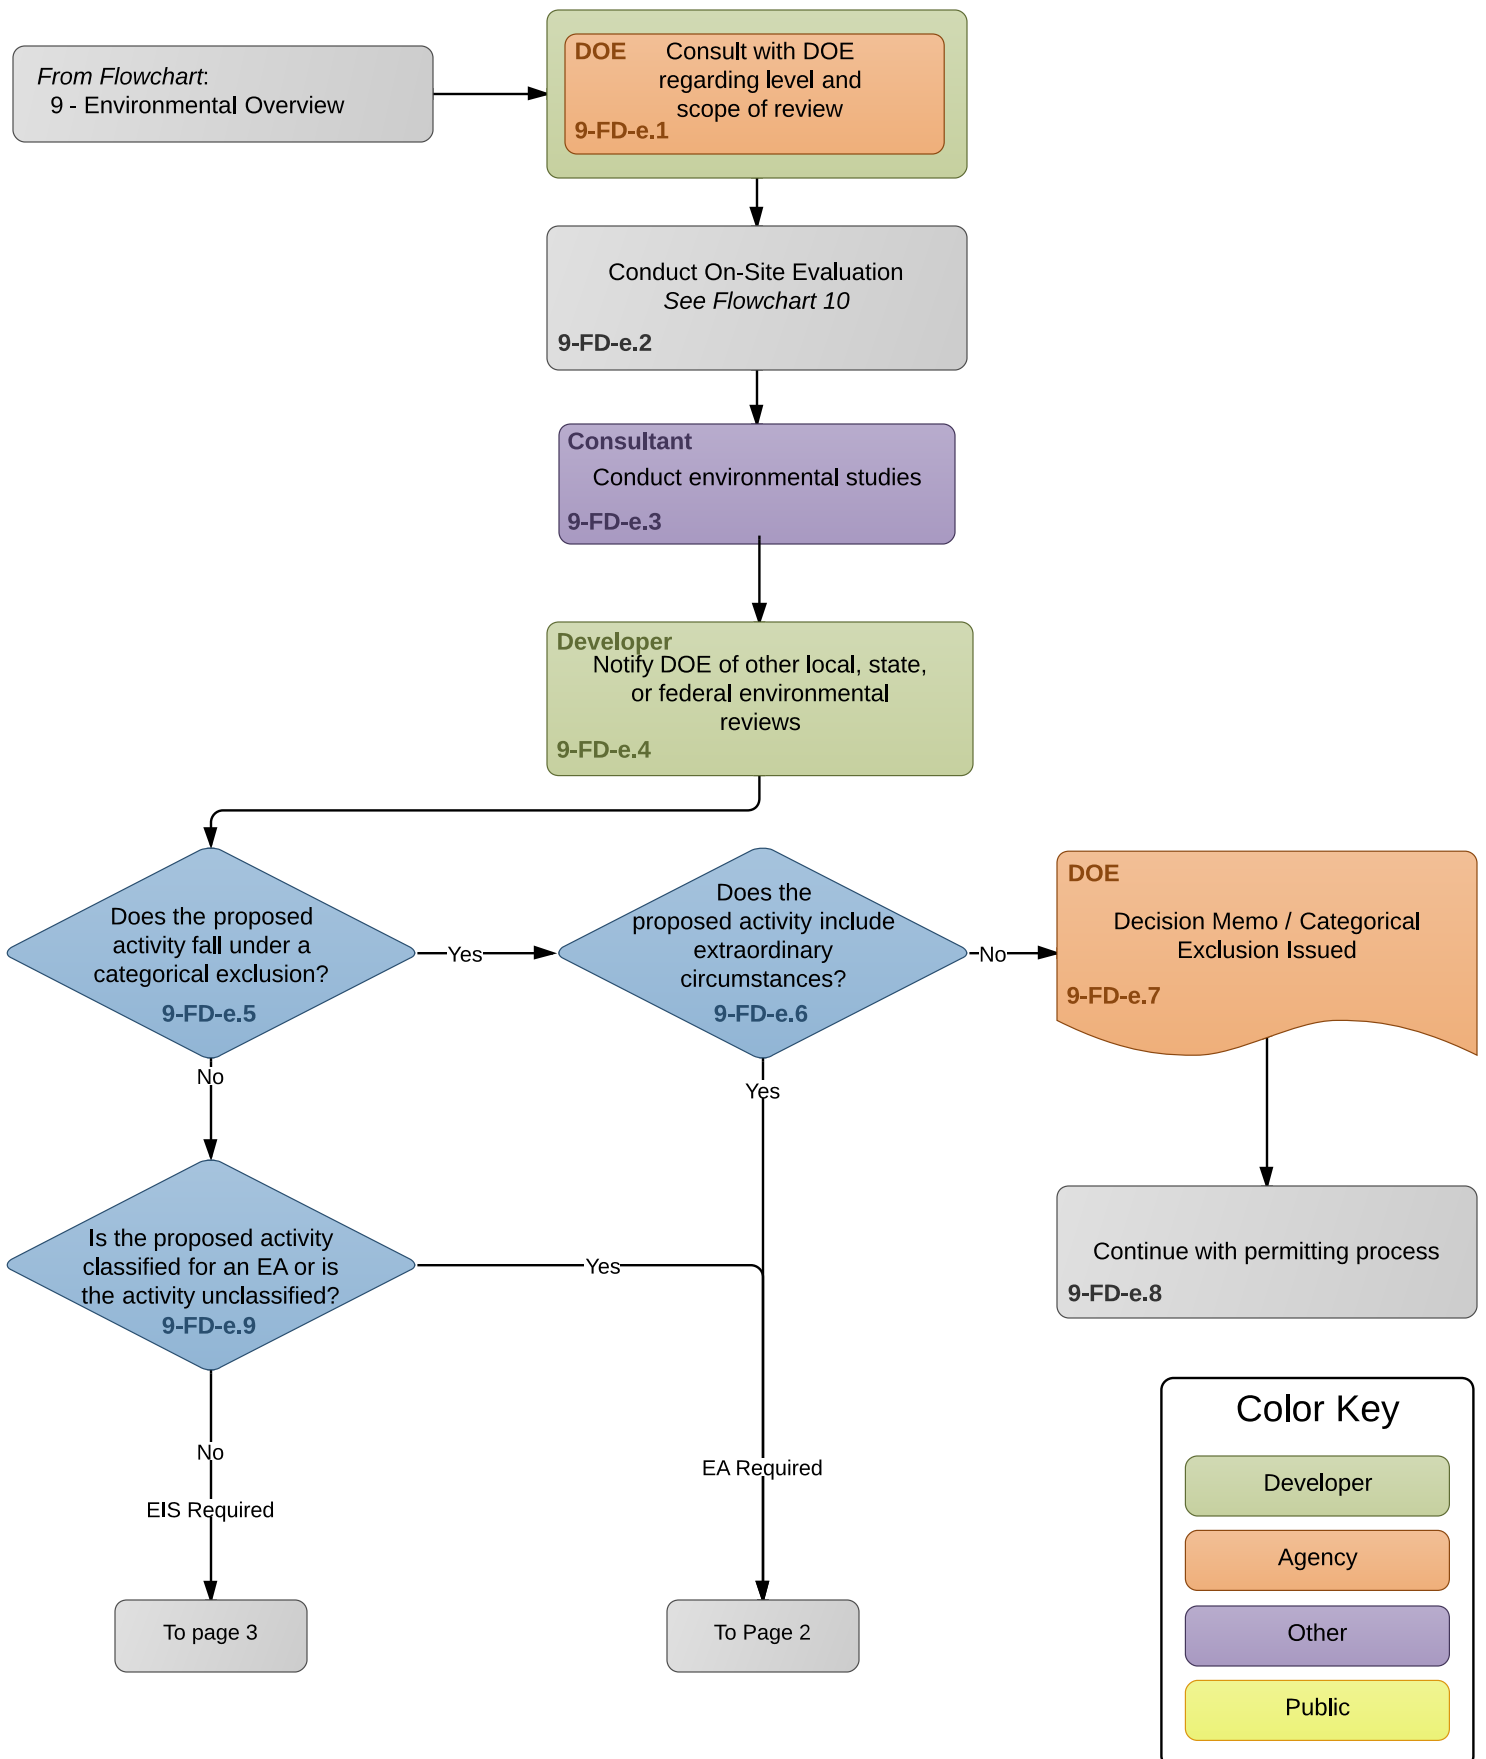 From Flowchart:
9 - Environmental Overview
DOE
Consult with DOE
regarding level and
scope of review
9-FD-e.1
Conduct On-Site Evaluation
See Flowchart 10
9-FD-e.2
Consultant
Conduct environmental studies
9-FD-e.3
Developer
Notify DOE of other local, state,
or federal environmental
reviews
9-FD-e.4
Does the proposed
activity fall under a
categorical exclusion?
9-FD-e.5
Yes
Does the
proposed activity include
extraordinary
circumstances?
9-FD-e.6
No
DOE
Decision Memo / Categorical
Exclusion Issued
9-FD-e.7
No
Yes
Is the proposed activity
classified for an EA or is
the activity unclassified?
9-FD-e.9
Yes
Continue with permitting process
9-FD-e.8
No
EIS Required
EA Required
To page 3
To Page 2
Color Key
Developer
Agency
Other
Public